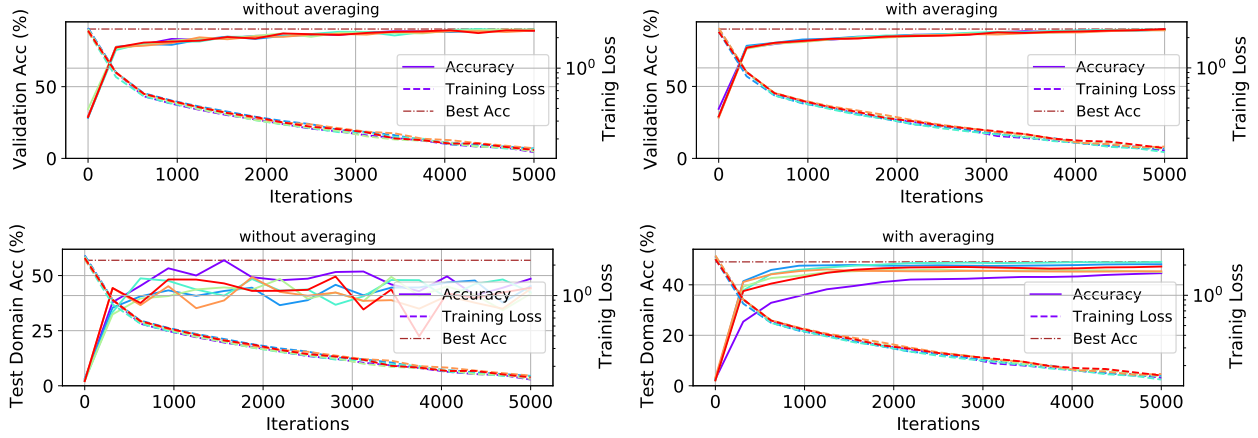 without averaging
Validation Acc (%)
50
0
Accuracy
Training Loss
Best Acc
10^0
Trainig Loss
0 1000 2000 3000 4000 5000
Iterations
with averaging
Validation Acc (%)
50
0
Accuracy
Training Loss
Best Acc
10^0
Trainig Loss
0 1000 2000 3000 4000 5000
Iterations
without averaging
Test Domain Acc (%)
50
25
0
Accuracy
Training Loss
Best Acc
10^0
Trainig Loss
0 1000 2000 3000 4000 5000
Iterations
with averaging
Test Domain Acc (%)
40
20
0
Accuracy
Training Loss
Best Acc
10^0
Trainig Loss
0 1000 2000 3000 4000 5000
Iterations